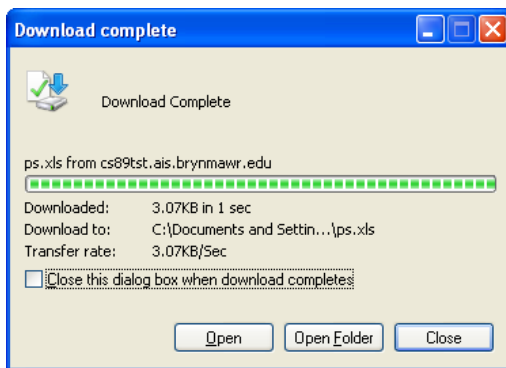 Download complete
Download Complete
ps.xls from cs89tst.ais.brynmawr.edu
Downloaded: 3.07KB in 1 sec
Download to: C:\Documents and Settin...\ps.xls
Transfer rate: 3.07KB/Sec
Close this dialog box when download completes
Open Open Folder Close